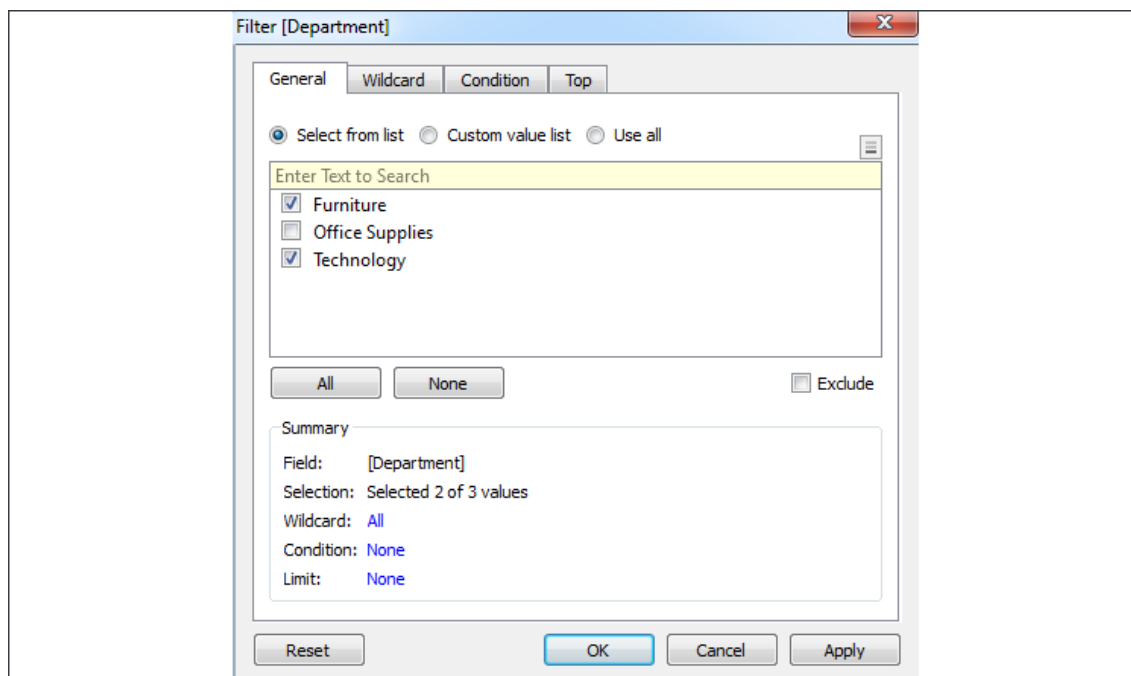 Filter [Department]
General Wildcard Condition Top
Select from list Custom value list Use all
Enter Text to Search
Furniture
Office Supplies
Technology
All None Exclude
Summary
Field: [Department]
Selection: Selected 2 of 3 values
Wildcard: All
Condition: None
Limit: None
Reset OK Cancel Apply